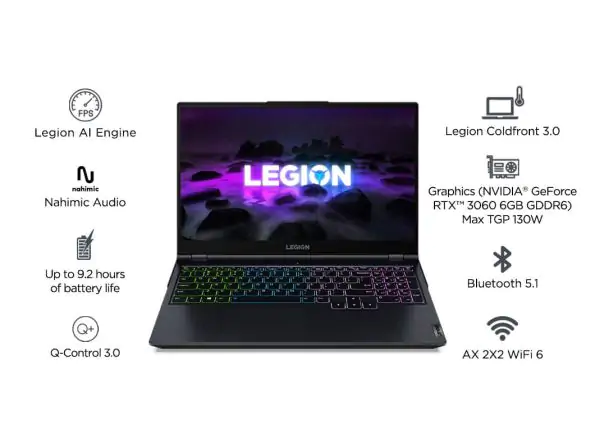 FPS
Legion AI Engine
nahimic
Nahimic Audio
Up to 9.2 hours
of battery life
Q+
Q-Control 3.0
LEGION
LEGION
Legion Coldfront 3.0
Graphics (NVIDIA® GeForce
RTX™ 3060 6GB GDDR6)
Max TGP 130W
Bluetooth 5.1
AX 2X2 WiFi 6